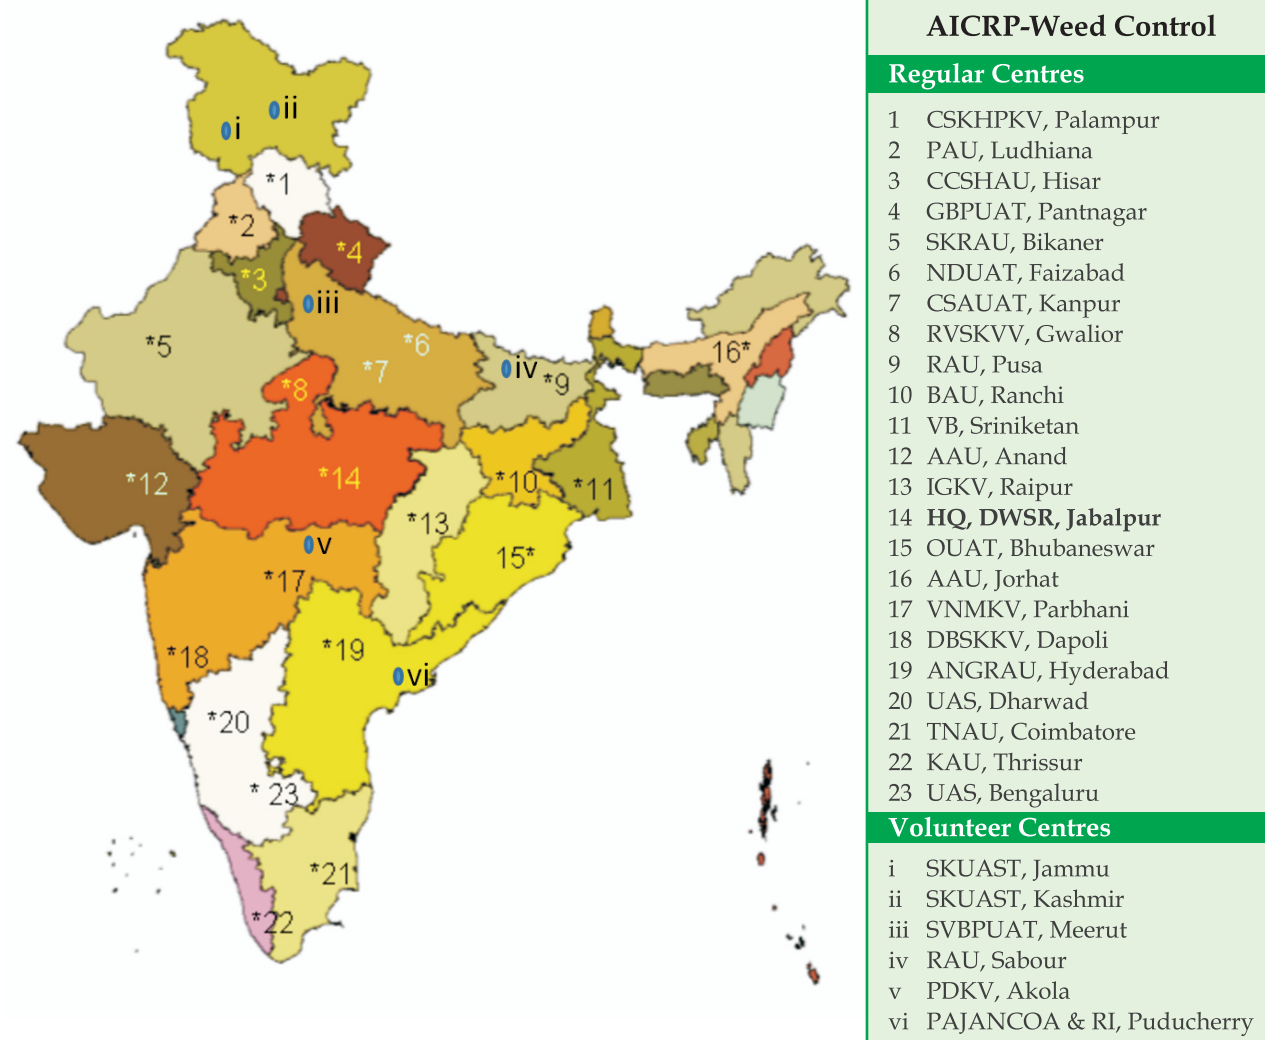 ii
i
*1
*2
*4
*3
iii
*5
*6
16*
*7
iv
*9
*8
*12
*14
*10
*11
*13
v
15*
*17
*19
*18
vi
*20
* 23
*21
*22
AICRP-Weed Control
Regular Centres
1 CSKHPKV, Palampur
2 PAU, Ludhiana
3 CCSHAU, Hisar
4 GBPUAT, Pantnagar
5 SKRAU, Bikaner
6 NDUAT, Faizabad
7 CSAUAT, Kanpur
8 RVSKVV, Gwalior
9 RAU, Pusa
10 BAU, Ranchi
11 VB, Sriniketan
12 AAU, Anand
13 IGKV, Raipur
14 HQ, DWSR, Jabalpur
15 OUAT, Bhubaneswar
16 AAU, Jorhat
17 VNMKV, Parbhani
18 DBSKKV, Dapoli
19 ANGRAU, Hyderabad
20 UAS, Dharwad
21 TNAU, Coimbatore
22 KAU, Thrissur
23 UAS, Bengaluru
Volunteer Centres
i SKUAST, Jammu
ii SKUAST, Kashmir
iii SVBPUAT, Meerut
iv RAU, Sabour
v PDKV, Akola
vi PAJANCOA & RI, Puducherry